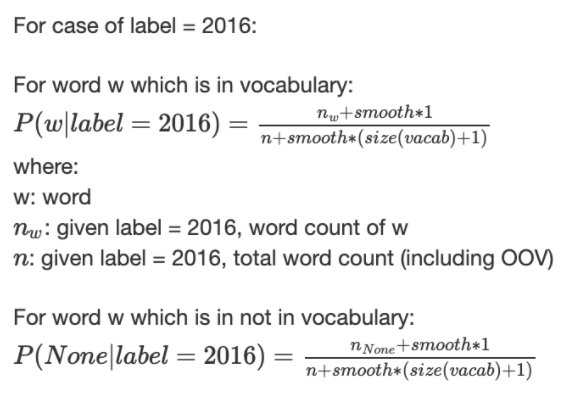 For case of label = 2016:
For word w which is in vocabulary:
P(w|label = 2016) = \frac{n_w+smooth*1}{n+smooth*(size(vacab)+1)}
where:
w: word
n_w: given label = 2016, word count of w
n: given label = 2016, total word count (including OOV)
For word w which is in not in vocabulary:
P(None|label = 2016) = \frac{n_{None}+smooth*1}{n+smooth*(size(vacab)+1)}